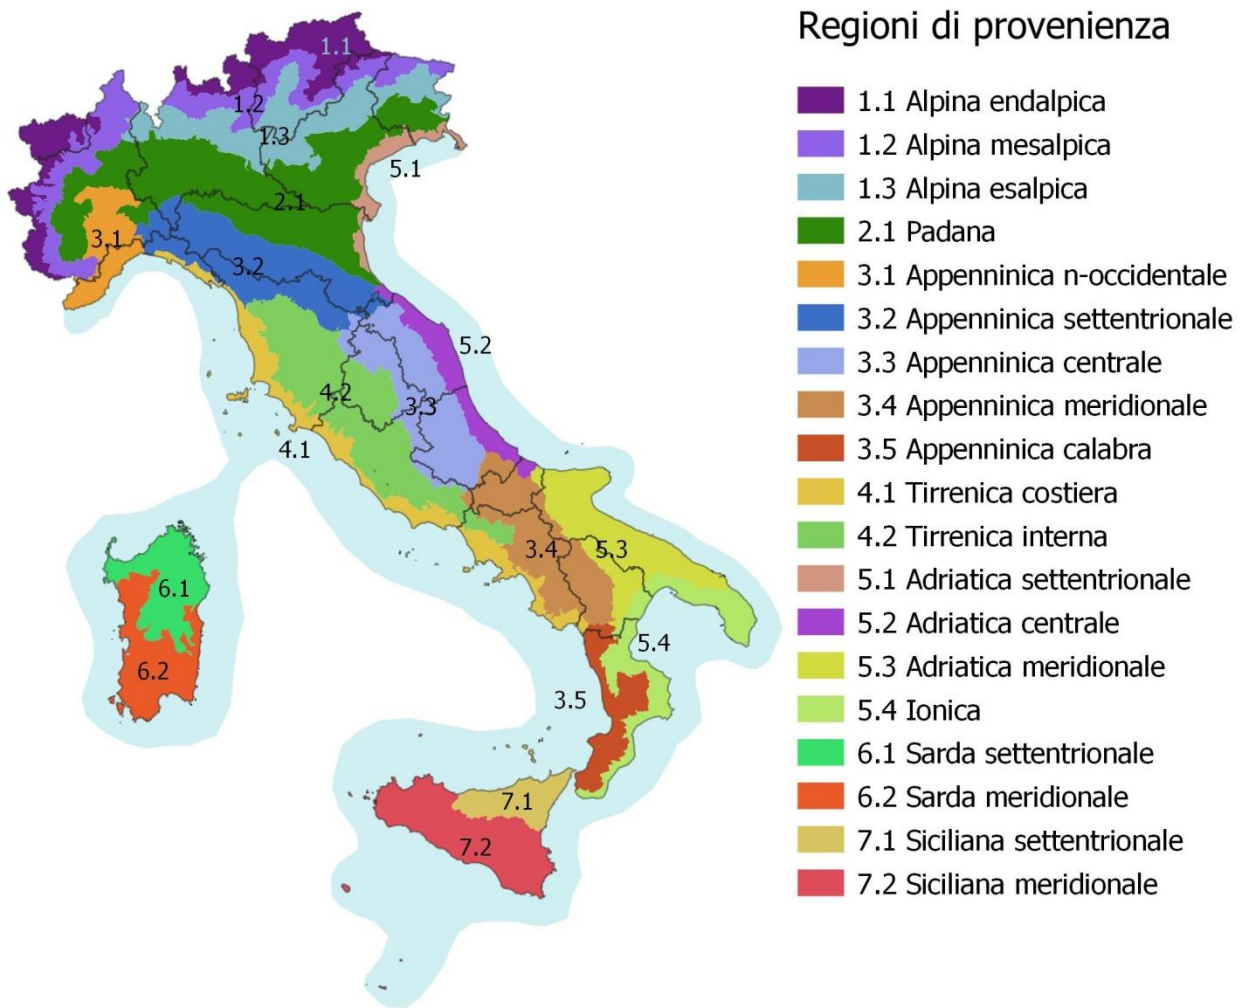 Regioni di provenienza
1.1 Alpina endalpica
1.2 Alpina mesalpica
1.3 Alpina esalpica
2.1 Padana
3.1 Appenninica n-occidentale
3.2 Appenninica settentrionale
3.3 Appenninica centrale
3.4 Appenninica meridionale
3.5 Appenninica calabra
4.1 Tirrenica costiera
4.2 Tirrenica interna
5.1 Adriatica settentrionale
5.2 Adriatica centrale
5.3 Adriatica meridionale
5.4 Ionica
6.1 Sarda settentrionale
6.2 Sarda meridionale
7.1 Siciliana settentrionale
7.2 Siciliana meridionale
1.1
1.2
1.3
5.1
2.1
3.1
3.2
5.2
4.2
3.3
4.1
3.4
5.3
6.1
5.4
6.2
3.5
7.1
7.2